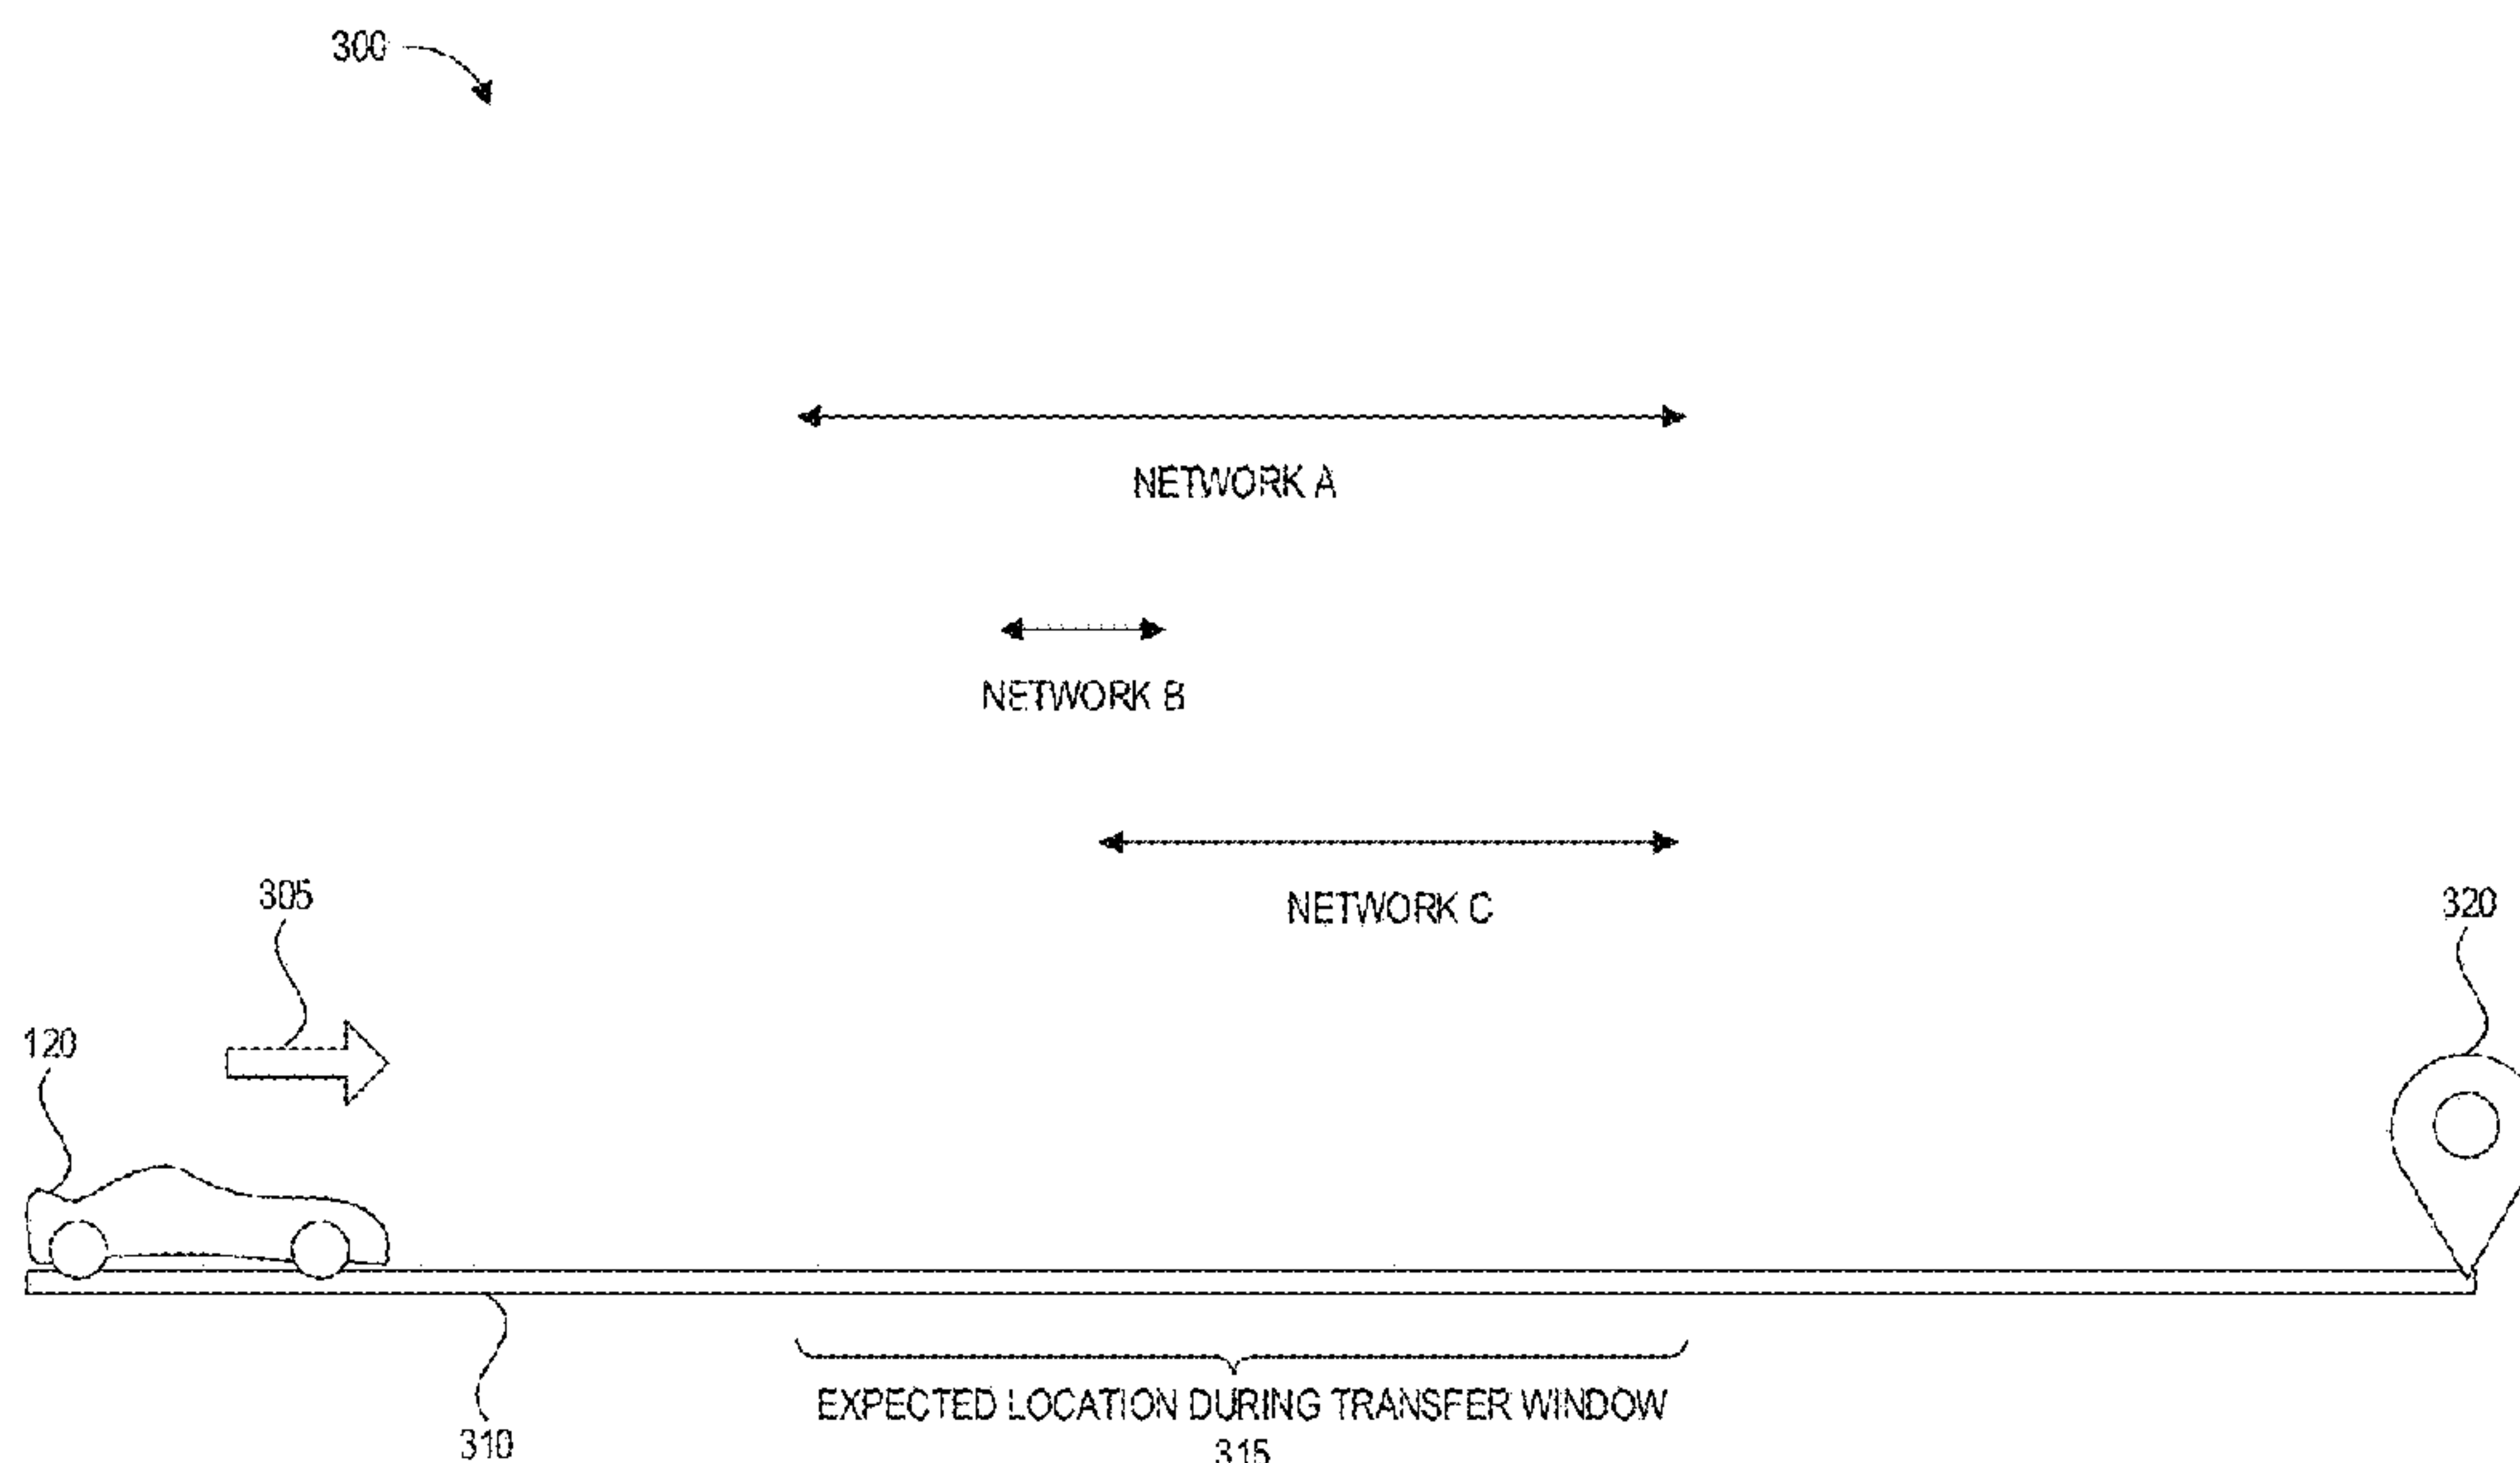 300
NETWORK A
NETWORK B
NETWORK C
305
320
120
EXPECTED LOCATION DURING TRANSFER WINDOW
310
315